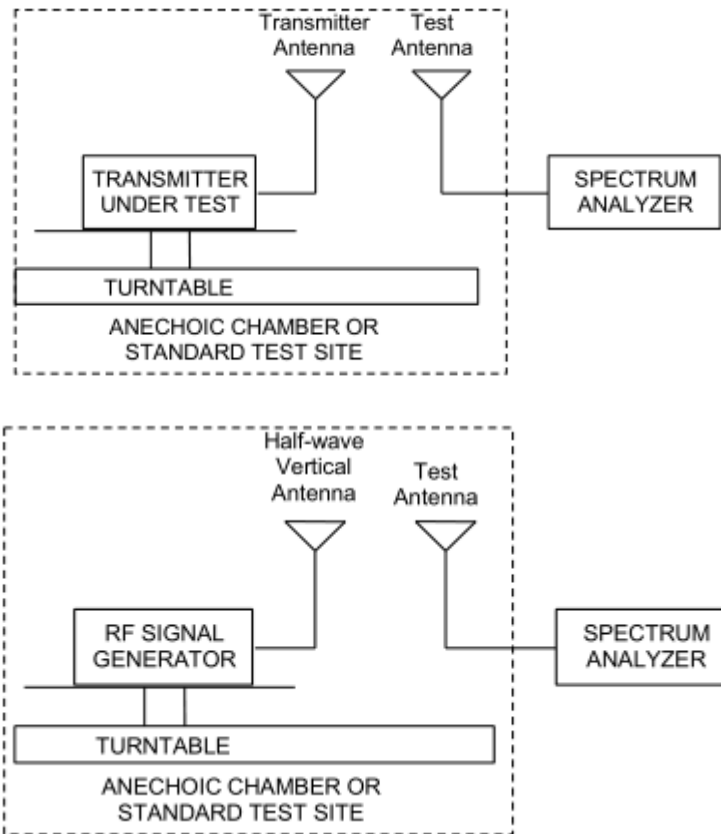 Transmitter
Antenna
Test
Antenna
TRANSMITTER
UNDER TEST
SPECTRUM
ANALYZER
TURNTABLE
ANECHOIC CHAMBER OR
STANDARD TEST SITE
Half-wave
Vertical
Antenna
Test
Antenna
RF SIGNAL
GENERATOR
SPECTRUM
ANALYZER
TURNTABLE
ANECHOIC CHAMBER OR
STANDARD TEST SITE